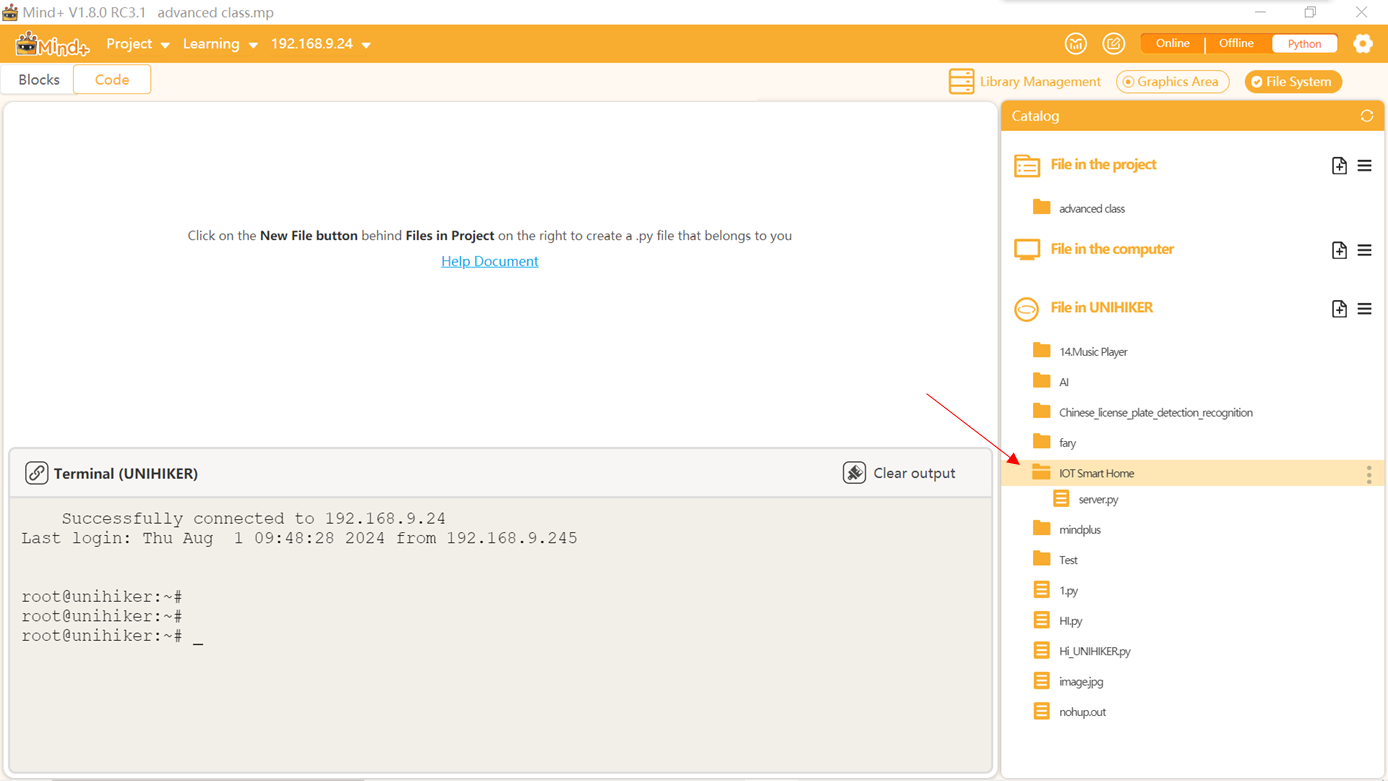 Mind+ V1.8.0 RC3.1 advanced class.mp
Mind+ Project Learning 192.168.9.24 Online Offline Python
Blocks Code Library Management Graphics Area File System
Catalog
File in the project
advanced class
File in the computer
File in UNIHIKER
14.Music Player
AI
Chinese_license_plate_detection_recognition
fary
IOT Smart Home
server.py
mindplus
Test
1.py
HI.py
Hi_UNIHIKER.py
image.jpg
nohup.out
Click on the New File button behind Files in Project on the right to create a .py file that belongs to you
Help Document
Terminal (UNIHIKER) Clear output
Successfully connected to 192.168.9.24
Last login: Thu Aug  1 09:48:28 2024 from 192.168.9.245
root@unihiker:~#
root@unihiker:~#
root@unihiker:~# _